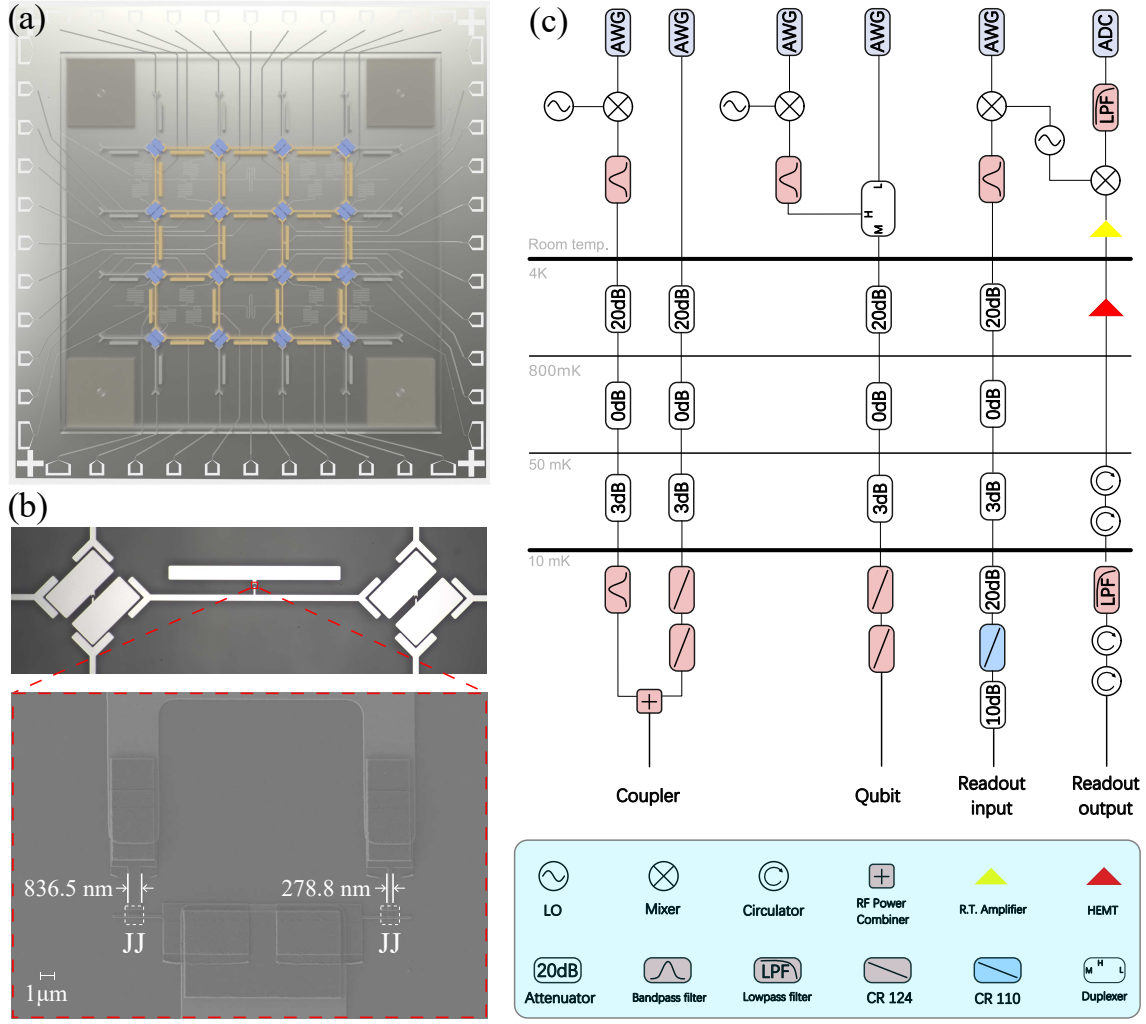 (a)
(b)
836.5 nm
278.8 nm
JJ
JJ
1μm
(c)
AWG
AWG
AWG
AWG
AWG
ADC
LPF
L
H
M
Room temp.
4K
20dB
20dB
20dB
20dB
800mK
0dB
0dB
0dB
0dB
50 mK
3dB
3dB
3dB
3dB
10 mK
20dB
LPF
10dB
Coupler
Qubit
Readout
input
Readout
output
LO
Mixer
Circulator
RF Power
Combiner
R.T. Amplifier
HEMT
20dB
Attenuator
Bandpass filter
LPF
Lowpass filter
CR 124
CR 110
M H L
Duplexer